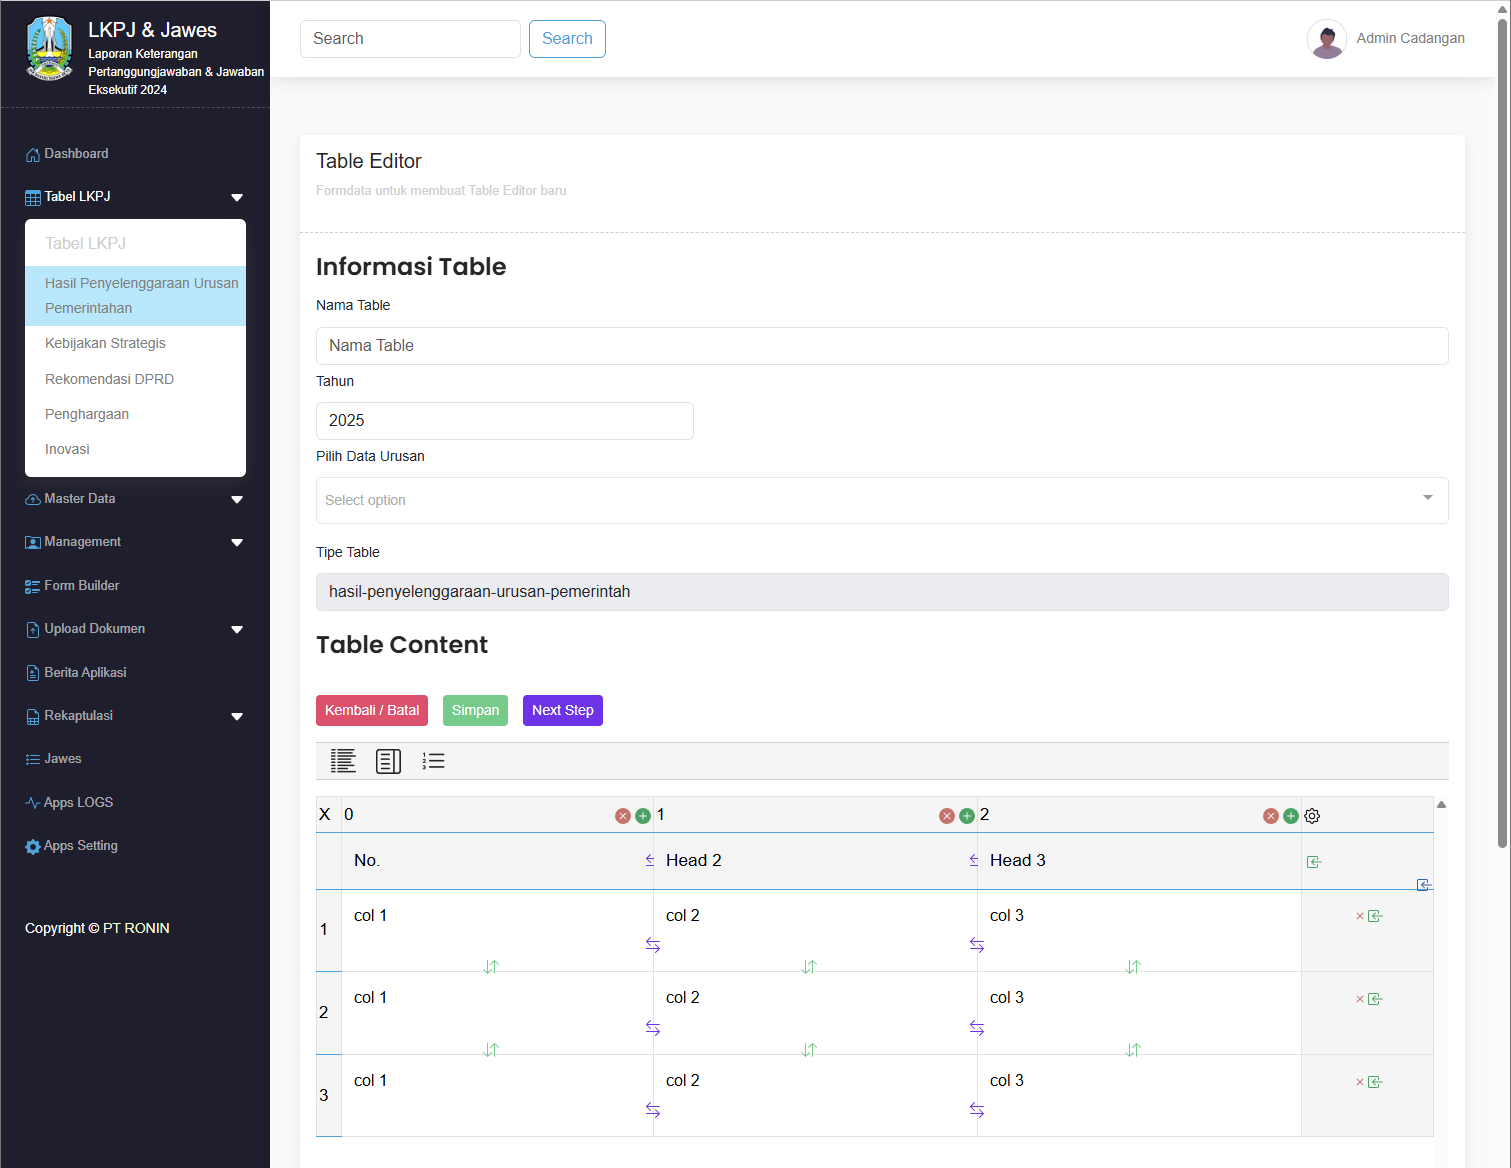 LKPJ & Jawes
Laporan Keterangan
Pertanggungjawaban & Jawaban
Eksekutif 2024
Dashboard
Tabel LKPJ
Tabel LKPJ
Hasil Penyelenggaraan Urusan
Pemerintahan
Kebijakan Strategis
Rekomendasi DPRD
Penghargaan
Inovasi
Master Data
Management
Form Builder
Upload Dokumen
Berita Aplikasi
Rekaptulasi
Jawes
Apps LOGS
Apps Setting
Copyright © PT RONIN
Search
Search
Admin Cadangan
Table Editor
Formdata untuk membuat Table Editor baru
Informasi Table
Nama Table
Nama Table
Tahun
2025
Pilih Data Urusan
Select option
Tipe Table
hasil-penyelenggaraan-urusan-pemerintah
Table Content
Kembali / Batal
Simpan
Next Step
X 0 1 2
No. Head 2 Head 3
1 col 1 col 2 col 3
2 col 1 col 2 col 3
3 col 1 col 2 col 3